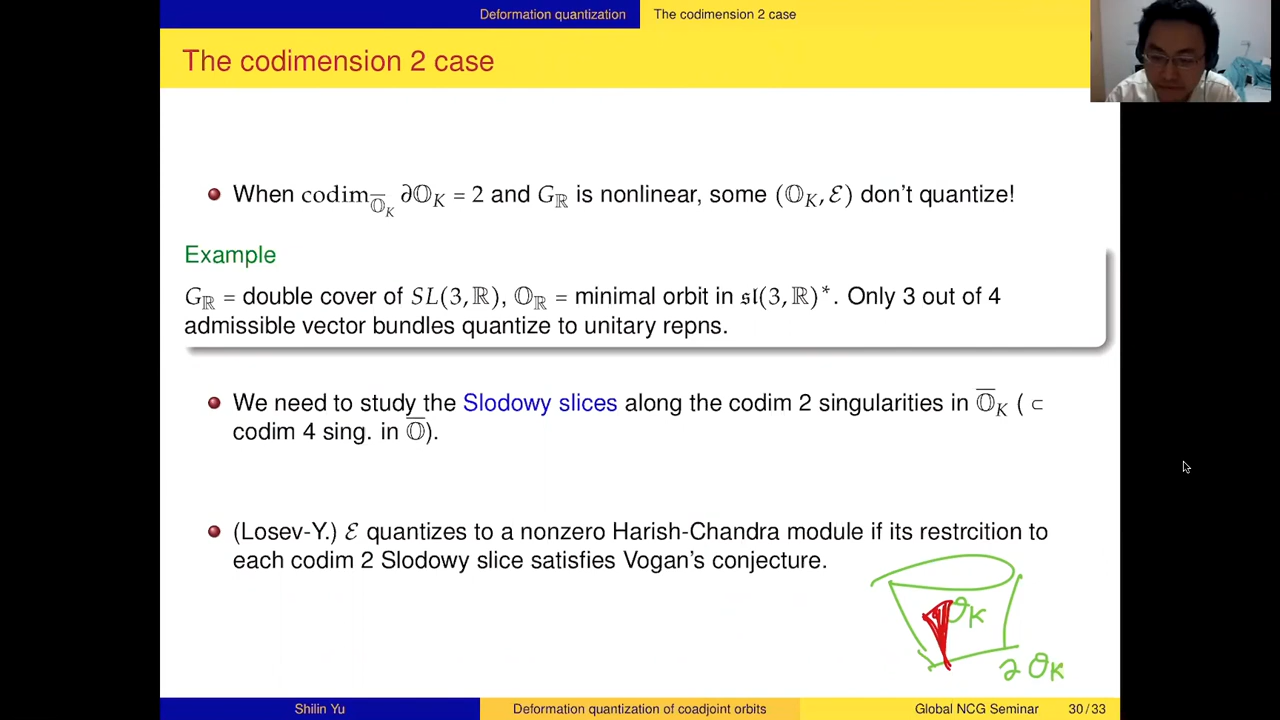 Deformation quantization The codimension 2 case
The codimension 2 case
When codim_{\overline{𝕆}_K} ∂𝕆_K = 2 and G_ℝ is nonlinear, some (𝕆_K, ℰ) don't quantize!
Example
G_ℝ = double cover of SL(3,ℝ), 𝕆_ℝ = minimal orbit in 𝔰𝔩(3,ℝ)*. Only 3 out of 4
admissible vector bundles quantize to unitary repns.
We need to study the Slodowy slices along the codim 2 singularities in \overline{𝕆}_K ( ⊂
codim 4 sing. in \overline{𝕆}).
(Losev-Y.) ℰ quantizes to a nonzero Harish-Chandra module if its restrcition to
each codim 2 Slodowy slice satisfies Vogan's conjecture.
𝒪_K
∂ 𝒪_K
Shilin Yu Deformation quantization of coadjoint orbits Global NCG Seminar 30/33